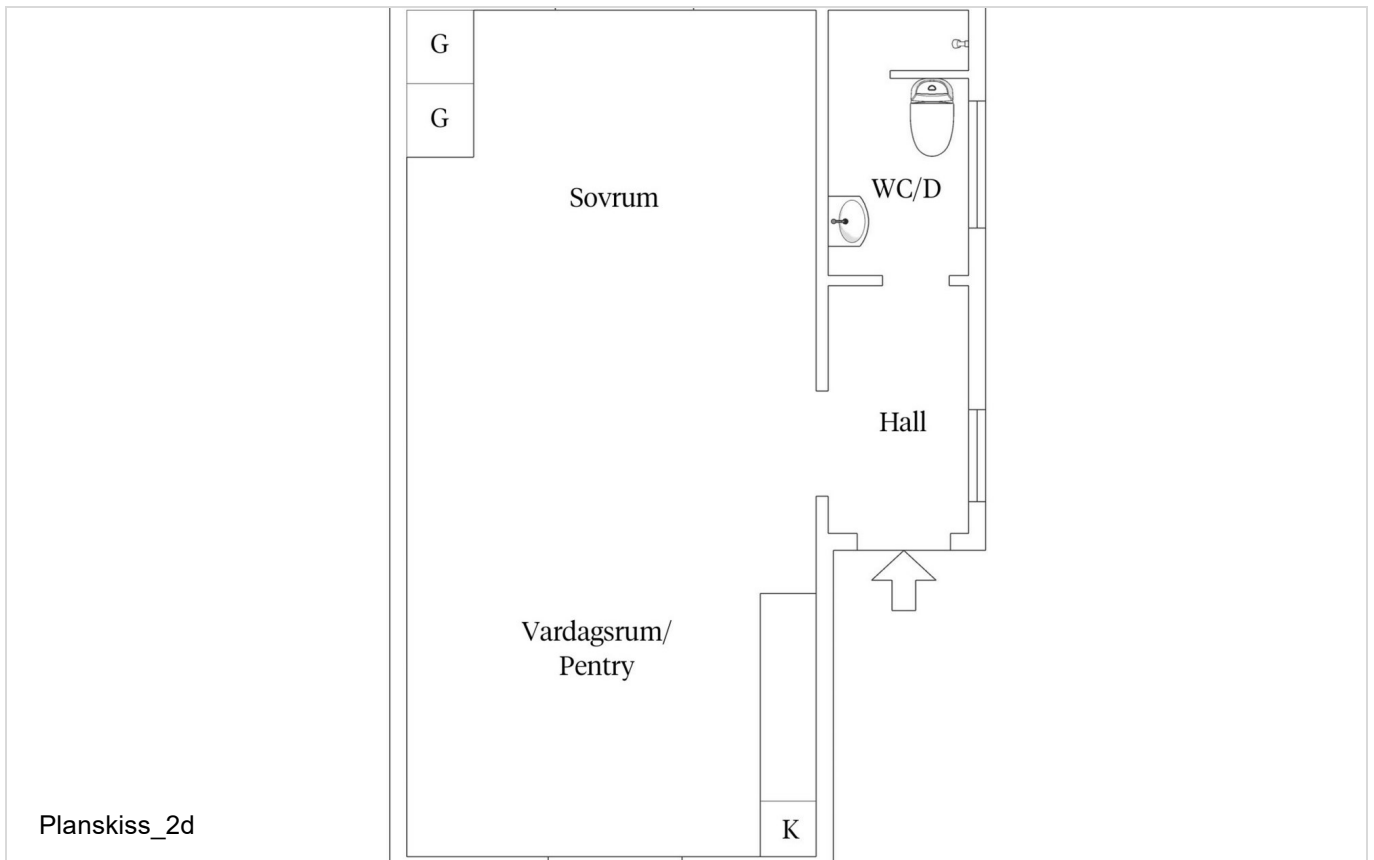 G
G
Sovrum
WC/D
Hall
Vardagsrum/
Pentry
K
Planskiss_2d